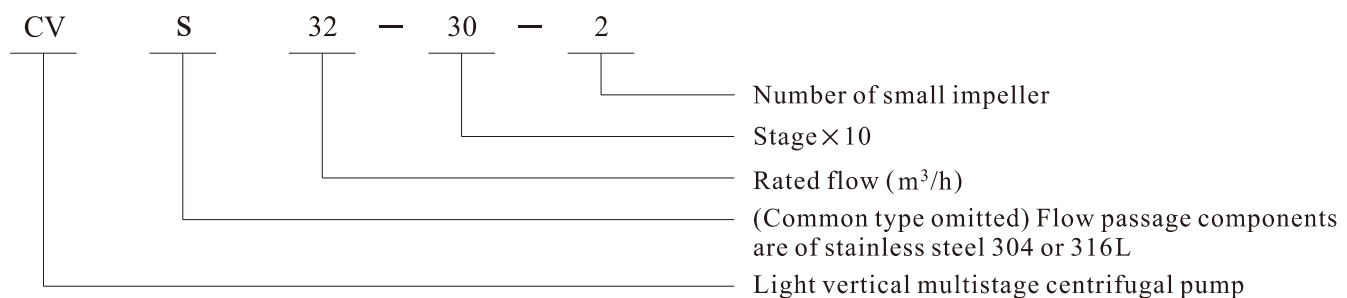 CV S 32 — 30 — 2
Number of small impeller
Stage×10
Rated flow (m³/h)
(Common type omitted) Flow passage components
are of stainless steel 304 or 316L
Light vertical multistage centrifugal pump